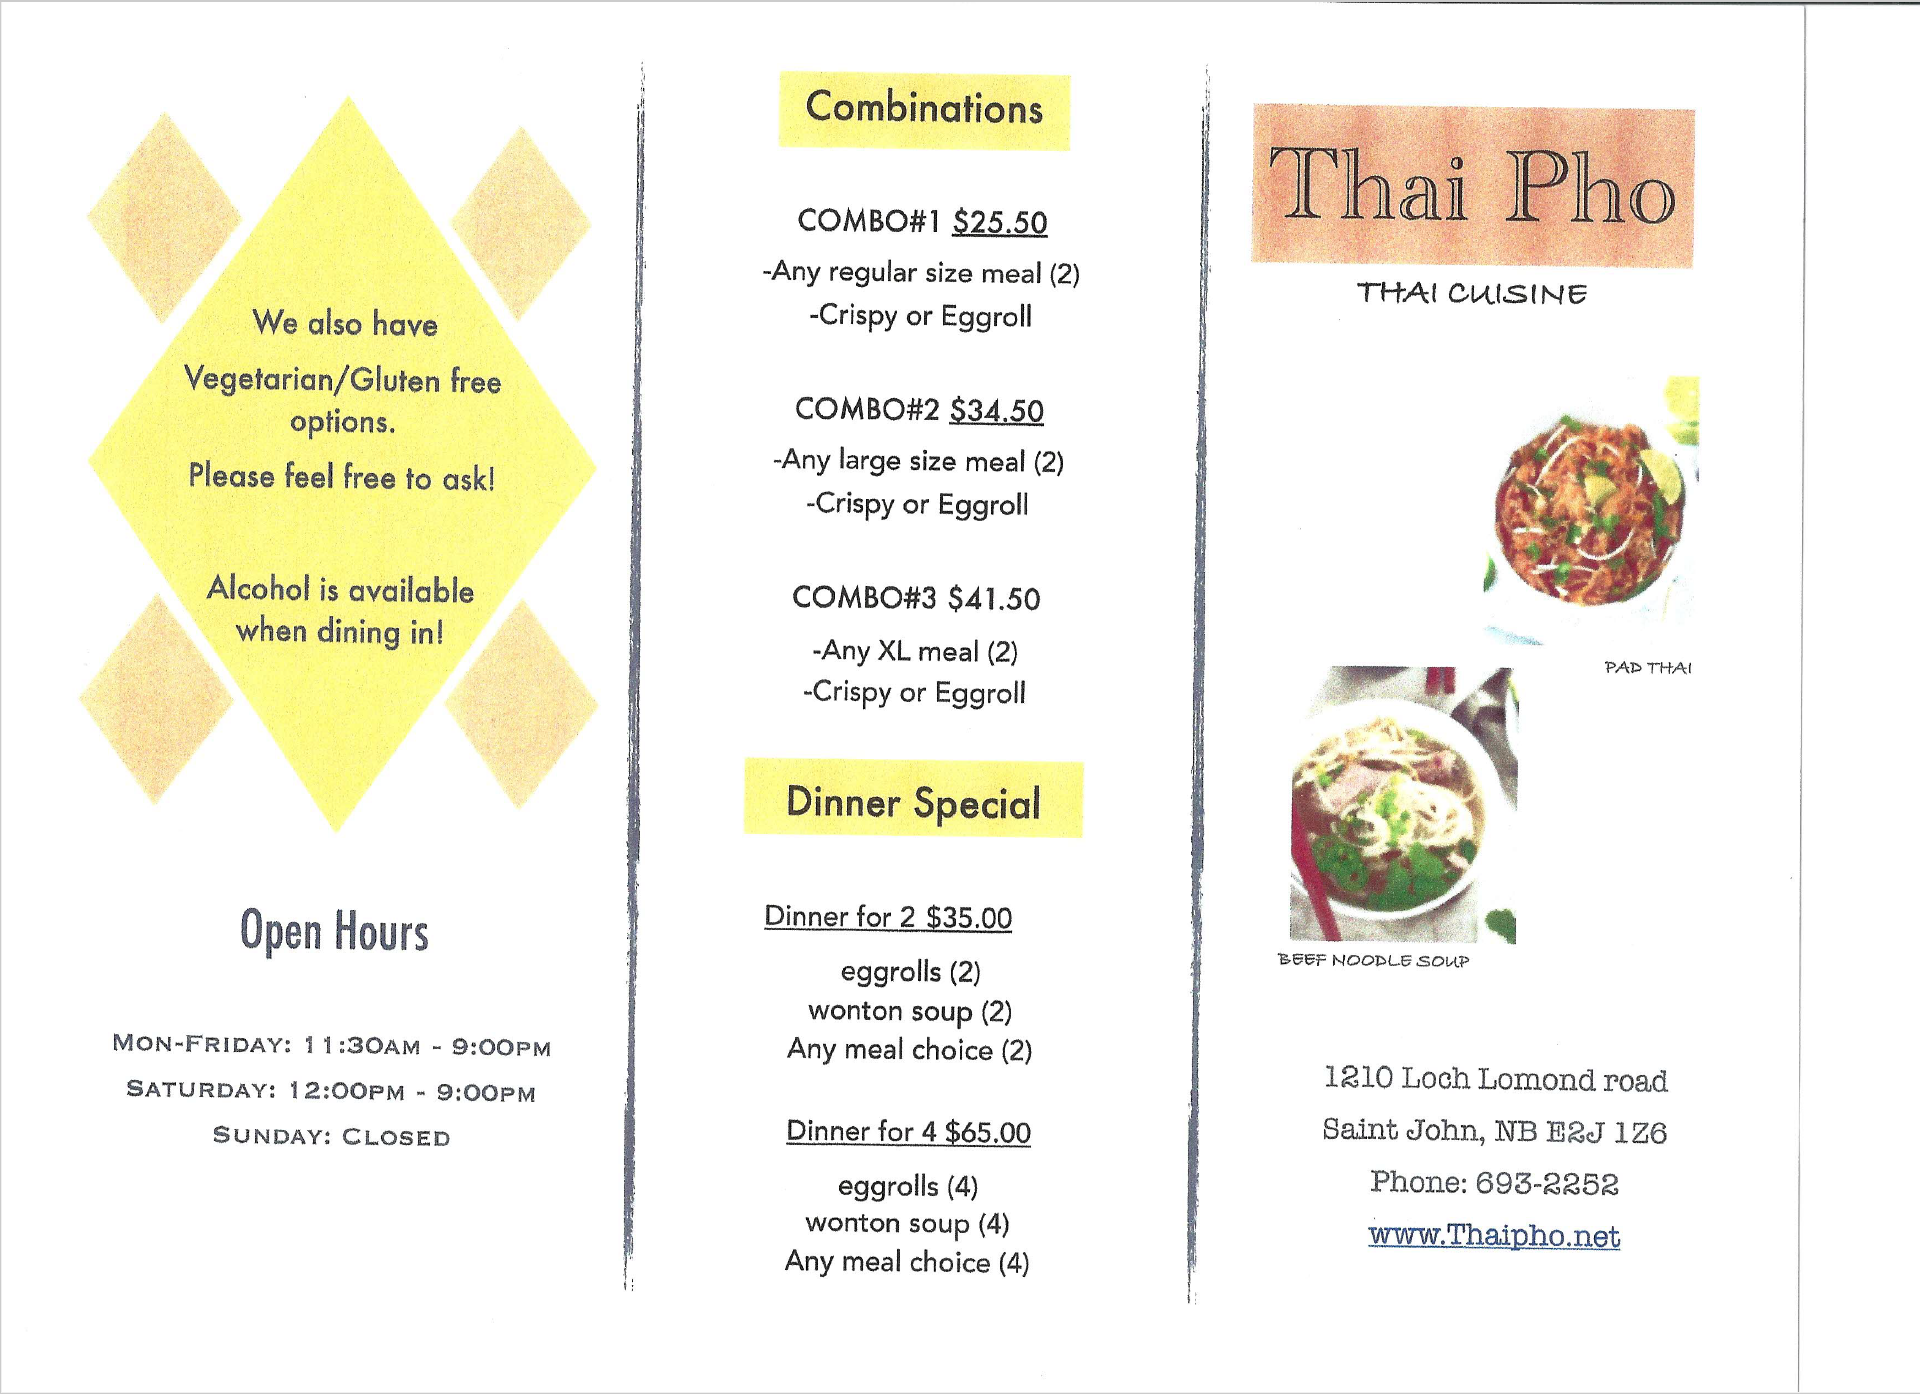 We also have
Vegetarian/Gluten free
options.
Please feel free to ask!
Alcohol is available
when dining in!
Open Hours
MON-FRIDAY: 11:30AM - 9:00PM
SATURDAY: 12:00PM - 9:00PM
SUNDAY: CLOSED
Combinations
COMBO#1 $25.50
-Any regular size meal (2)
-Crispy or Eggroll
COMBO#2 $34.50
-Any large size meal (2)
-Crispy or Eggroll
COMBO#3 $41.50
-Any XL meal (2)
-Crispy or Eggroll
Dinner Special
Dinner for 2 $35.00
eggrolls (2)
wonton soup (2)
Any meal choice (2)
Dinner for 4 $65.00
eggrolls (4)
wonton soup (4)
Any meal choice (4)
Thai Pho
THAI CUISINE
PAD THAI
BEEF NOODLE SOUP
1210 Loch Lomond road
Saint John, NB E2J 1Z6
Phone: 693-2252
www.Thaipho.net